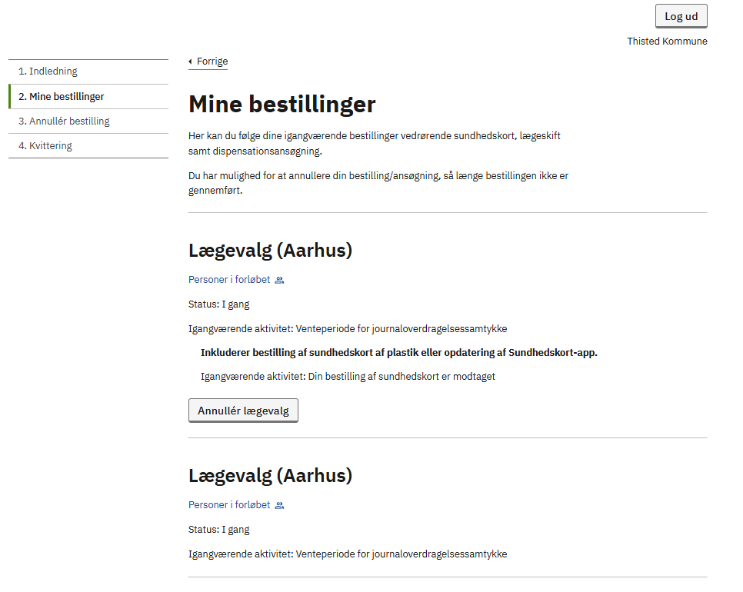 Log ud
Thisted Kommune
Forrige
1. Indledning
2. Mine bestillinger
3. Annullér bestilling
4. Kvittering
Mine bestillinger
Her kan du følge dine igangværende bestillinger vedrørende sundhedskort, lægeskift
samt dispensationsansøgning.
Du har mulighed for at annullere din bestilling/ansøgning, så længe bestillingen ikke er
gennemført.
Lægevalg (Aarhus)
Personer i forløbet
Status: I gang
Igangværende aktivitet: Venteperiode for journaloverdragelsessamtykke
Inkluderer bestilling af sundhedskort af plastik eller opdatering af Sundhedskort-app.
Igangværende aktivitet: Din bestilling af sundhedskort er modtaget
Annullér lægevalg
Lægevalg (Aarhus)
Personer i forløbet
Status: I gang
Igangværende aktivitet: Venteperiode for journaloverdragelsessamtykke